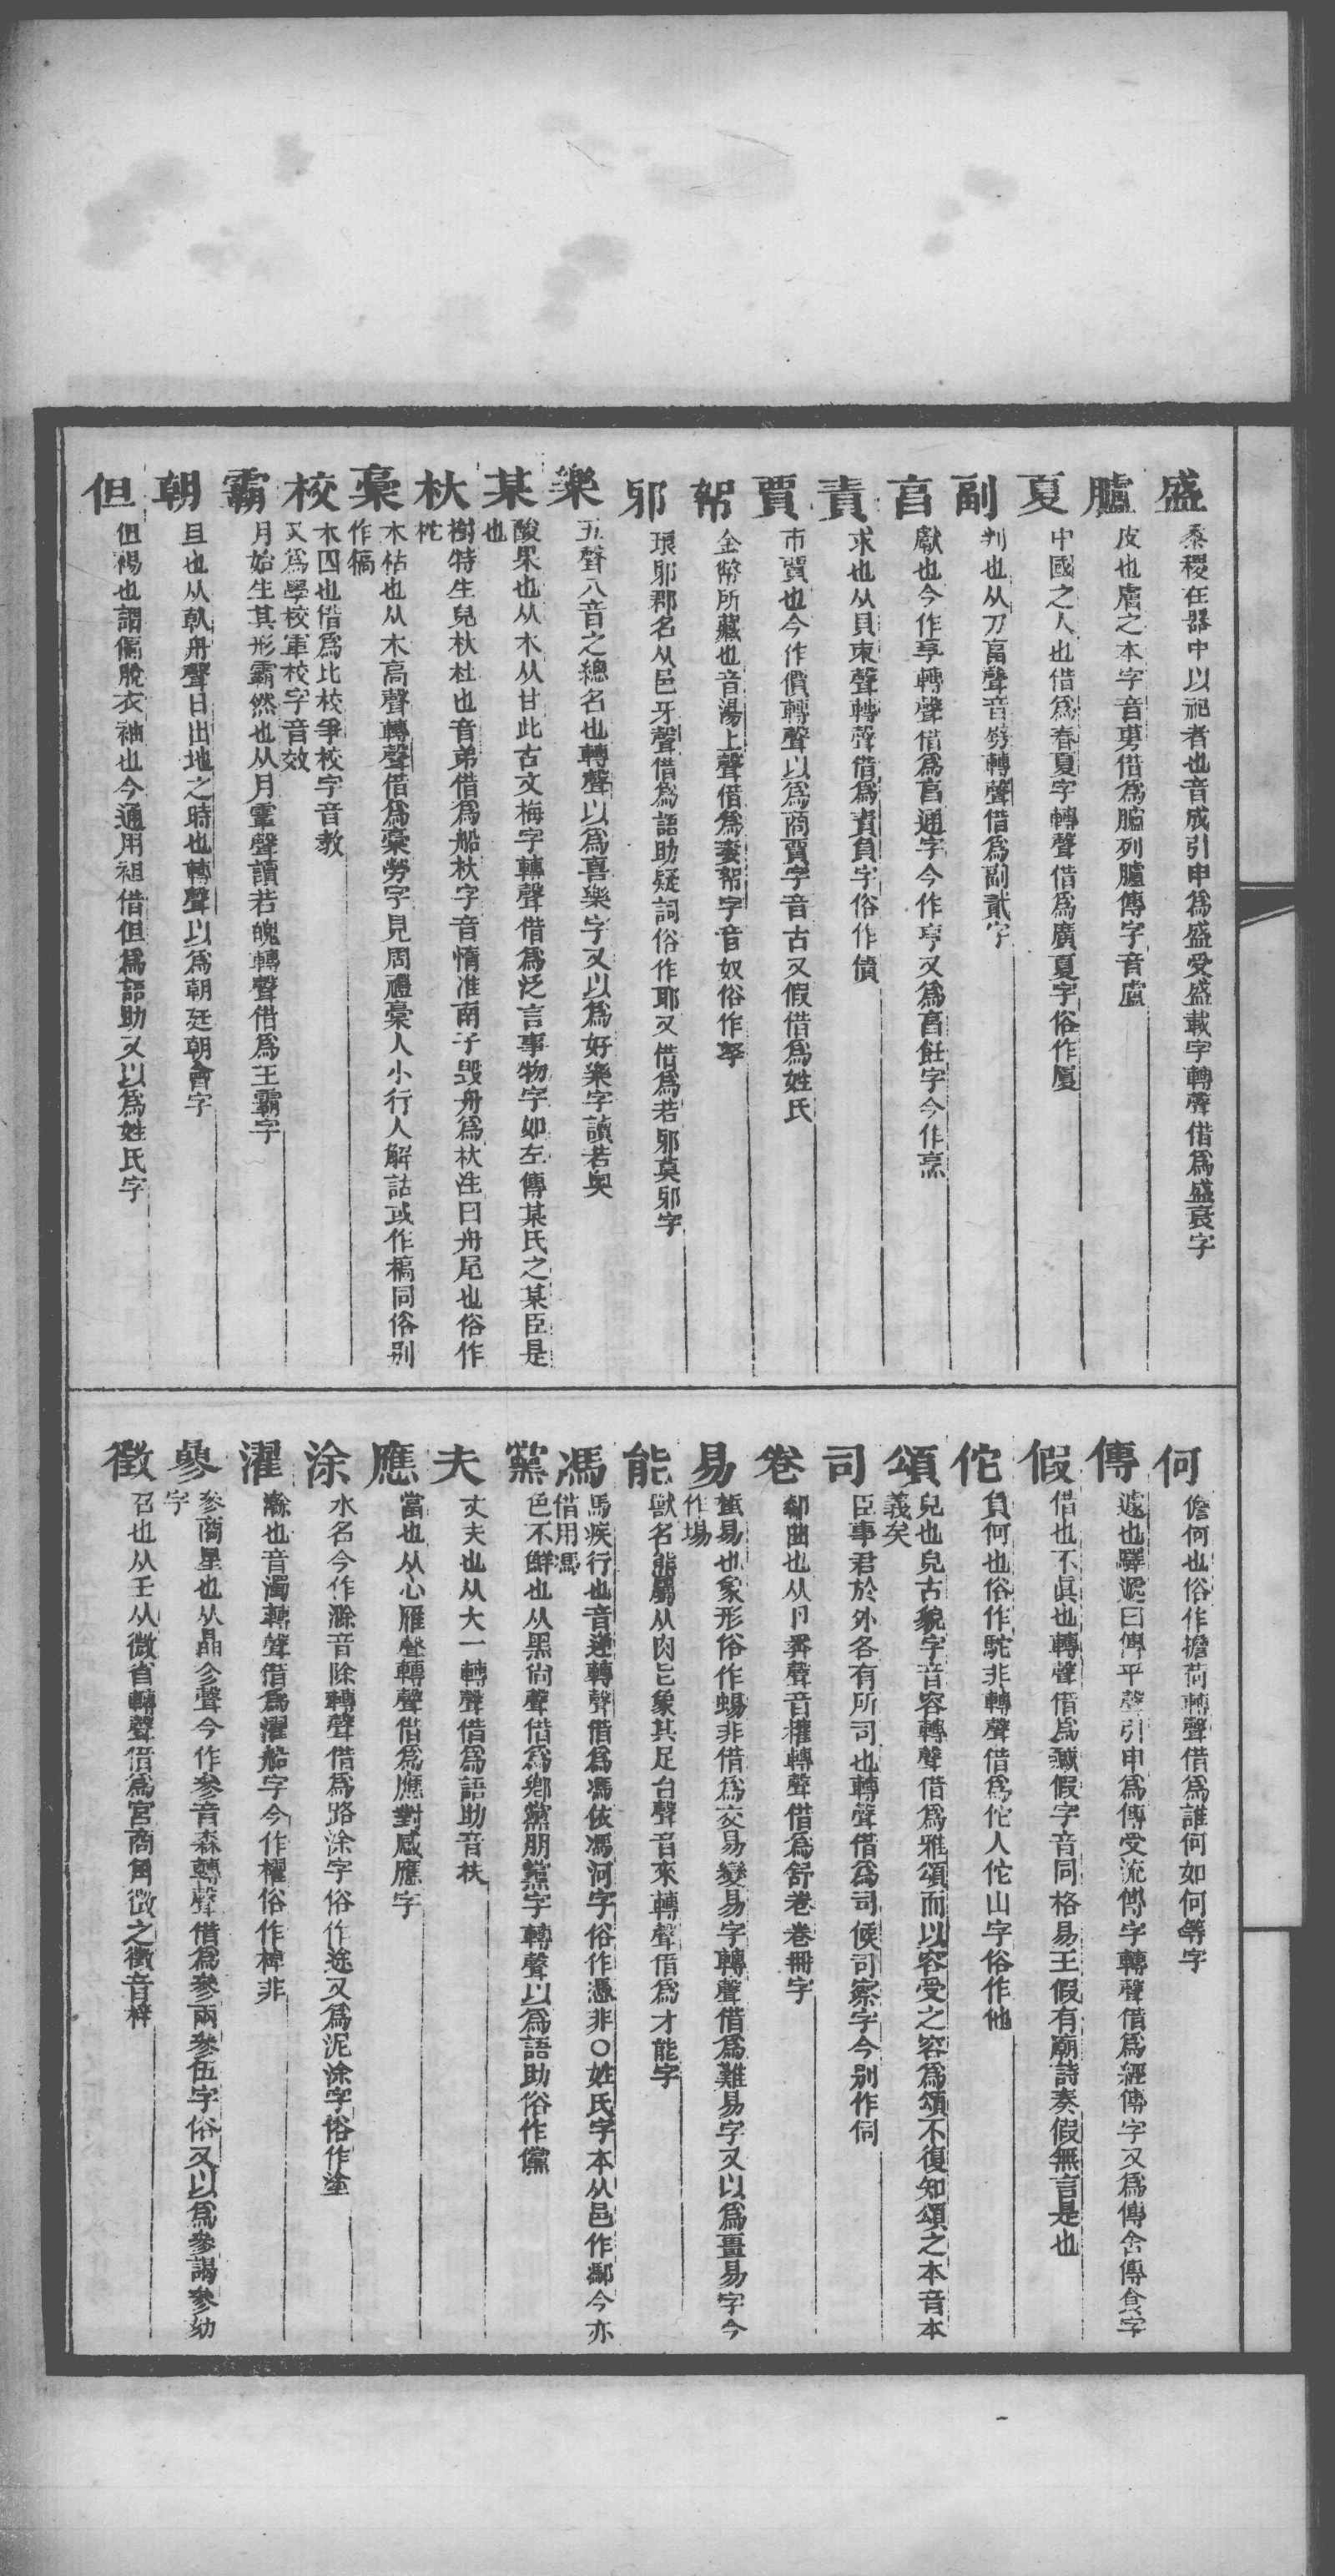 盛 黍稷在器中以祀者也音成引申爲盛受盛載字轉聲借爲盛衰字
臚 皮也膚之本字音男借爲臚列臚傳字音盧
夏 中國之人也借爲春夏字轉聲借爲廣夏字俗作厦
副 判也从刀畐聲音劈轉聲借爲副貳字
亯 獻也今作享轉聲借爲亯通字今作亨又爲亯飪字今作烹
責 求也从貝朿聲轉聲借爲責負字俗作債
賈 市賈也今作價轉聲以爲商賈字音古又假借爲姓氏
帑 金幣所藏也音湯上聲借爲妻帑字音奴俗作孥
邪 琅邪郡名从邑牙聲借爲語助疑詞俗作耶又借爲若邪莫邪字
樂 五聲八音之總名也轉聲以爲喜樂字又以爲好樂字讀若
某 酸果也从木从甘此古文梅字轉聲借爲泛言事物字如左傳某氏之某臣是
也
杕 樹特生皃杕杜也音弟借爲船杕字音惰淮南子毁舟爲杕注曰舟尾也俗作
柁
槀 木枯也从木高聲轉聲借爲槀勞字見周禮槀人小行人解詁或作槁同俗别
作犒
校 木囚也借爲比校爭校字音教
又爲學校軍校字音效
霸 月始生其形霸然也从月䨣聲讀若魄轉聲借爲王霸字
朝 旦也从倝舟聲日出地之時也轉聲以爲朝廷朝會字
但 但裼也謂偏脫衣袖也今通用袒借但爲語助又以爲姓氏字
何 儋何也俗作擔荷轉聲借爲誰何如何等字
傳 遽也驛遞曰傳平聲引申爲傳受流傳字轉聲借爲經傳字又爲傳舍傳食字
假 借也不眞也轉聲借爲假字音同格易王假有廟詩奏假無言是也
佗 負何也俗作駝非轉聲借爲佗人佗山字俗作他
頌 皃也皃古貌字音容轉聲借爲雅頌而以容受之容爲頌不復知頌之本音本
義矣
司 臣事君於外各有所司也轉聲借爲司候司察字今别作伺
卷 厀曲也从卩𢍏聲音權轉聲借爲舒卷卷冊字
易 蜇易也象形俗作蜴非借爲交易變易字轉聲借爲難易字又以爲畺易字今
作埸
能 獸名熊屬从肉㠯象其足台聲音來轉聲借爲才能字
馮 馬疾行也音逄轉聲借爲馮依馮河字俗作憑非○姓氏字本从邑作鄘今亦
借用馮
黨 色不鮮也从黑尙聲借爲鄉黨朋黨字轉聲以爲語助俗作儻
夫 丈夫也从大一轉聲借爲語助音扶
應 當也从心䧹聲轉聲借爲應對感應字
涂 水名今作滁音除轉聲借爲路涂字俗作途又爲泥涂字俗作塗
濯 滌也音濁轉聲借爲濯船字今作櫂俗作棹非
曑 參商星也从晶㐱聲今作參音森轉聲借爲參兩參伍字俗又以爲參謁參劾
字
徵 召也从壬从微省轉聲借爲宮商角徵之徵音梓